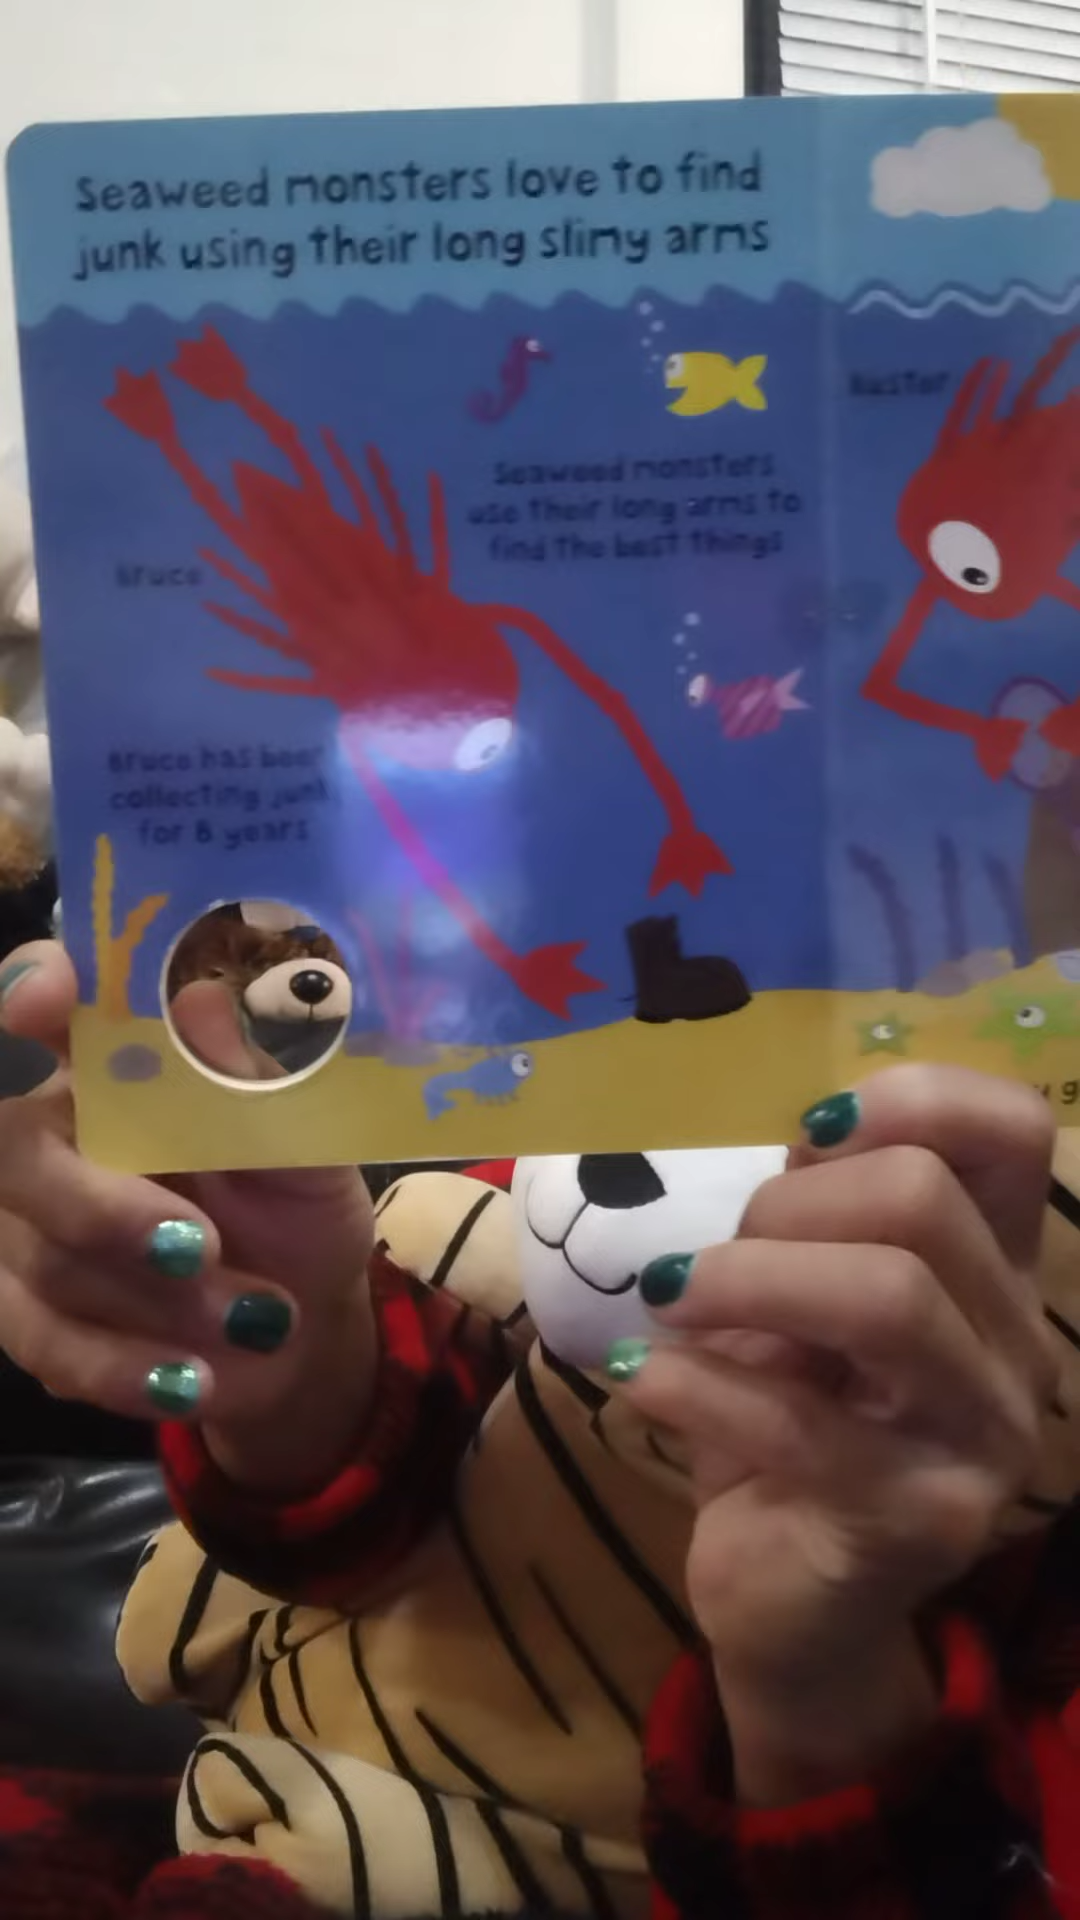 Seaweed monsters love to find
junk using their long slimy arms
Seaweed monsters
use their long arms to
find the best things
Bruce
Bruce has been
collecting junk
for 8 years
Buster